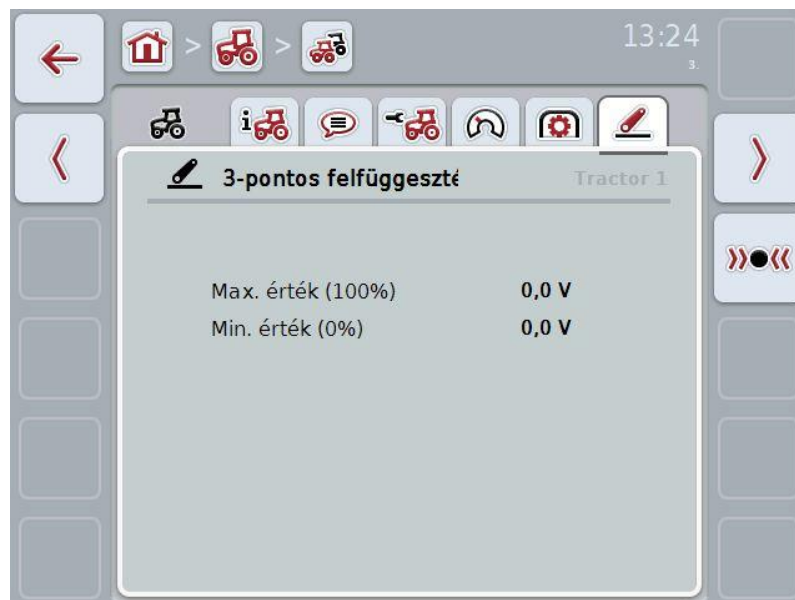 13:24
3.
3-pontos felfüggeszté
Tractor 1
Max. érték (100%) 0,0 V
Min. érték (0%) 0,0 V